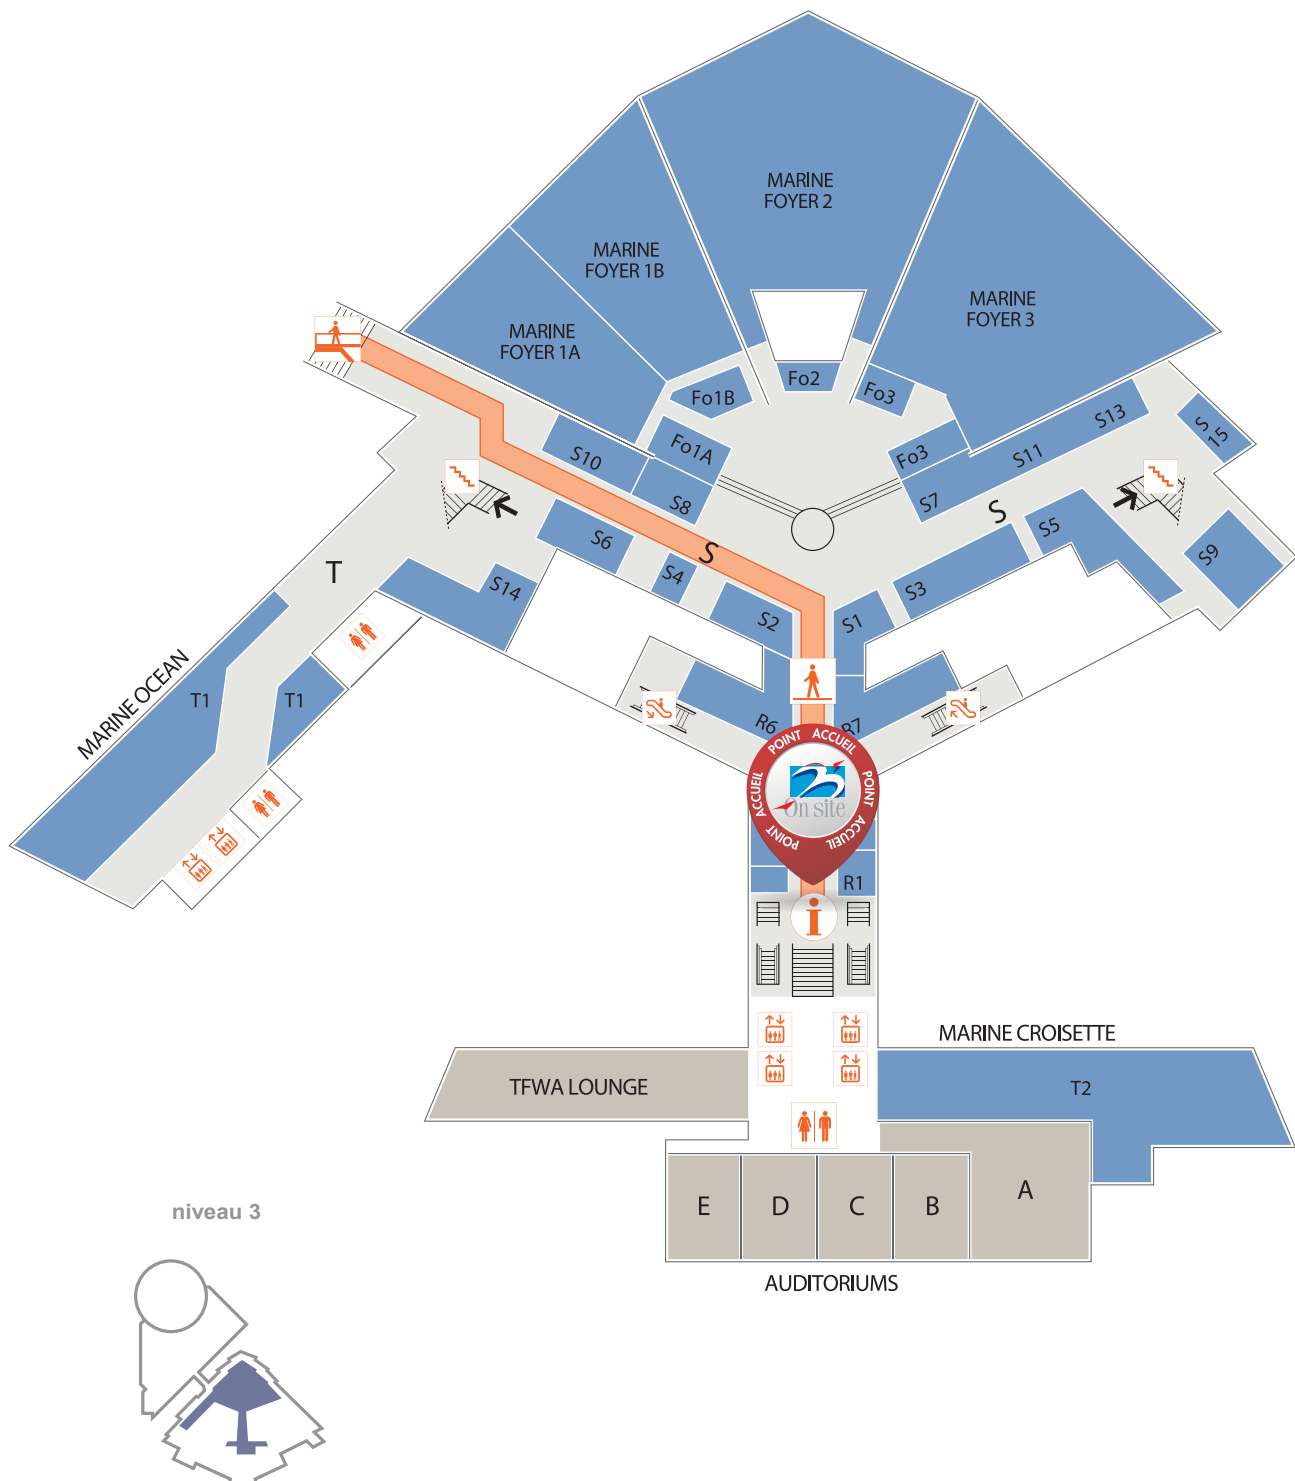 MARINE
FOYER 2
MARINE
FOYER 1B
MARINE
FOYER 3
MARINE
FOYER 1A
Fo2
Fo1B
Fo3
S13
S
15
Fo1A
Fo3
S11
S10
S8
S7
S
S5
S6
S
S9
T
S4
S3
S14
S2
S1
MARINE OCEAN
T1
T1
R6
R7
POINT ACCUEIL
POINT ACCUEIL
POINT ACCUEIL
On site
R1
i
MARINE CROISETTE
TFWA LOUNGE
T2
E
D
C
B
A
AUDITORIUMS
niveau 3